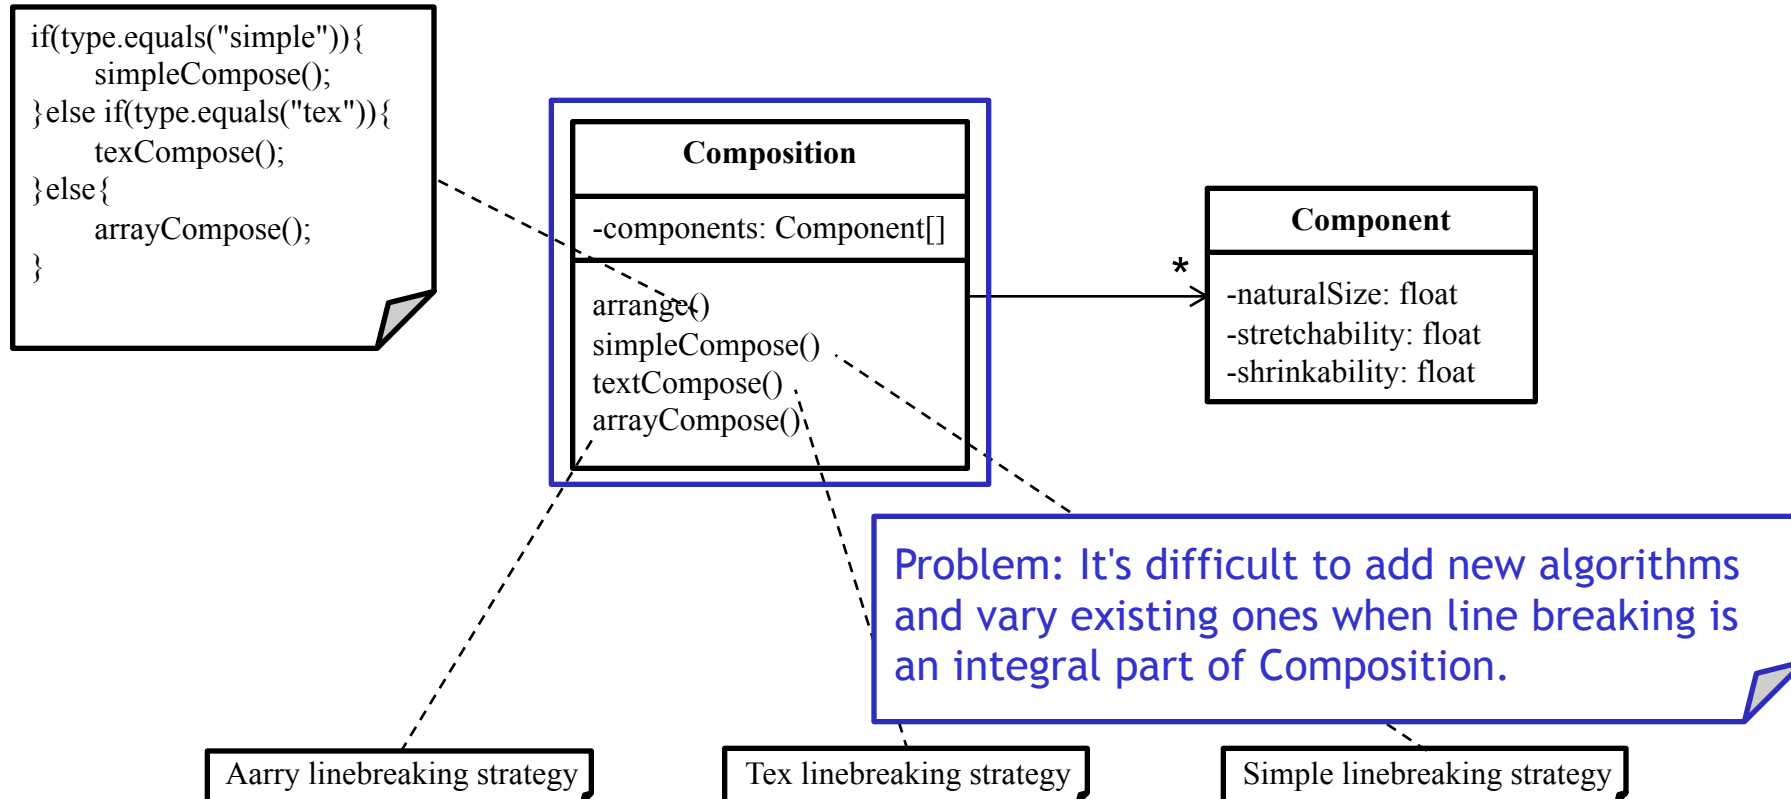 if(type.equals("simple")){
simpleCompose();
}else if(type.equals("tex")){
texCompose();
}else{
arrayCompose();
}
Composition
-components: Component[]
arrange()
simpleCompose()
textCompose()
arrayCompose()
*
Component
-naturalSize: float
-stretchability: float
-shrinkability: float
Problem: It's difficult to add new algorithms
and vary existing ones when line breaking is
an integral part of Composition.
Aarry linebreaking strategy
Tex linebreaking strategy
Simple linebreaking strategy